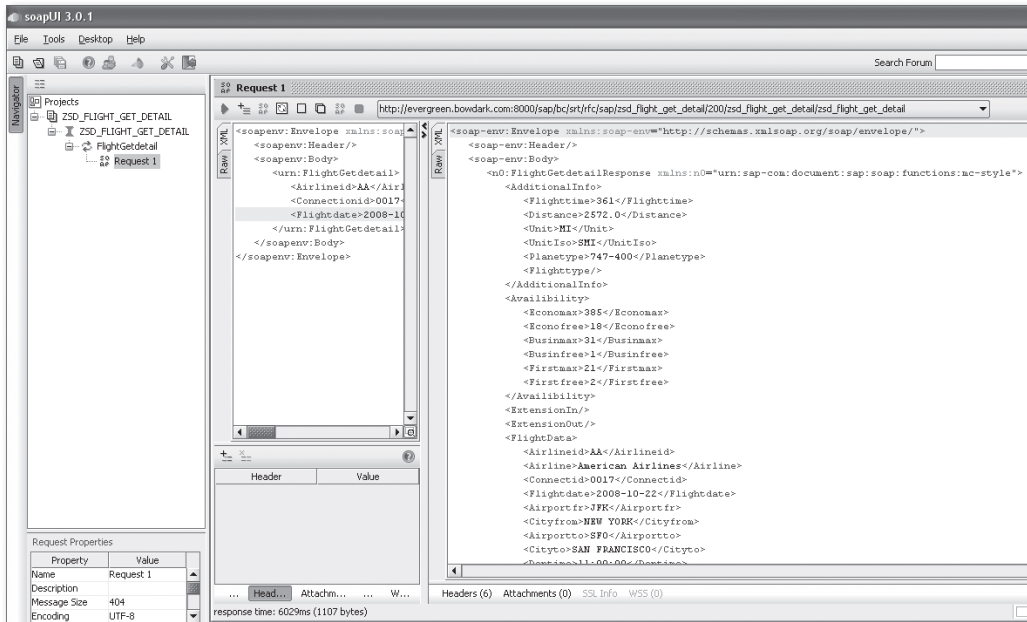 soapUI 3.0.1
File Tools Desktop Help
Search Forum
Navigator
Projects
ZSD_FLIGHT_GET_DETAIL
ZSD_FLIGHT_GET_DETAIL
FlightGetdetail
Request 1
Request Properties
Property Value
Name Request 1
Description
Message Size 404
Encoding UTF-8
Request 1
http://evergreen.bowdark.com:8000/sap/bc/srt/rfc/sap/zsd_flight_get_detail/200/zsd_flight_get_detail/zsd_flight_get_detail
XML
Raw
<soapenv:Envelope xmlns:soap
<soapenv:Header/>
<soapenv:Body>
<urn:FlightGetdetail>
<Airlineid>AA</Airl
<Connectionid>0017<
<Flightdate>2008-10
</urn:FlightGetdetail>
</soapenv:Body>
</soapenv:Envelope>
Header Value
... Head... Attachm... ... W...
response time: 6029ms (1107 bytes)
XML
Raw
<soap-env:Envelope xmlns:soap-env="http://schemas.xmlsoap.org/soap/envelope/">
<soap-env:Header/>
<soap-env:Body>
<n0:FlightGetdetailResponse xmlns:n0="urn:sap-com:document:sap:soap:functions:mc-style">
<AdditionalInfo>
<Flighttime>361</Flighttime>
<Distance>2572.0</Distance>
<Unit>MI</Unit>
<UnitIso>SMI</UnitIso>
<Planetype>747-400</Planetype>
<Flighttype/>
</AdditionalInfo>
<Availibility>
<Economax>385</Economax>
<Econofree>18</Econofree>
<Businmax>31</Businmax>
<Businfree>1</Businfree>
<Firstmax>21</Firstmax>
<Firstfree>2</Firstfree>
</Availibility>
<ExtensionIn/>
<ExtensionOut/>
<FlightData>
<Airlineid>AA</Airlineid>
<Airline>American Airlines</Airline>
<Connectid>0017</Connectid>
<Flightdate>2008-10-22</Flightdate>
<Airportfr>JFK</Airportfr>
<Cityfrom>NEW YORK</Cityfrom>
<Airportto>SFO</Airportto>
<Cityto>SAN FRANCISCO</Cityto>
<Deptime>11:00:00</Deptime>
Headers (6) Attachments (0) SSL Info WSS (0)